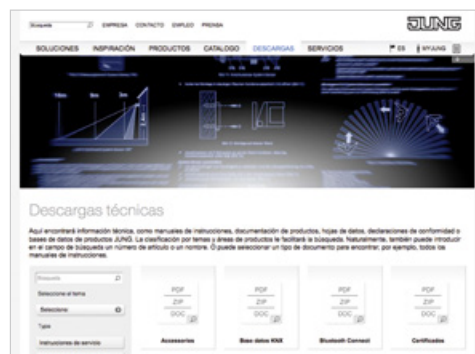 Búsqueda EMPRESA CONTACTO EMPLEO PRENSA
JUNG
SOLUCIONES INSPIRACIÓN PRODUCTOS CATALOGO DESCARGAS SERVICIOS ES MYJUNG
Descargas técnicas
Aquí encontrará información técnica, como manuales de instrucciones, documentación de productos, hojas de datos, declaraciones de conformidad o
bases de datos de productos JUNG. La clasificación por temas y áreas de productos le facilitará la búsqueda. Naturalmente, también puede introducir
en el campo de búsqueda un número de artículo o un nombre. O puede seleccionar un tipo de documento para encontrar, por ejemplo, todos los
manuales de instrucciones.
Búsqueda
Seleccione el tema
Seleccione
Type
Instrucciones de servicio
PDF
ZIP
DOC
Accessories
PDF
ZIP
DOC
Base datos KNX
PDF
ZIP
DOC
Bluetooth Connect
PDF
ZIP
DOC
Certificados